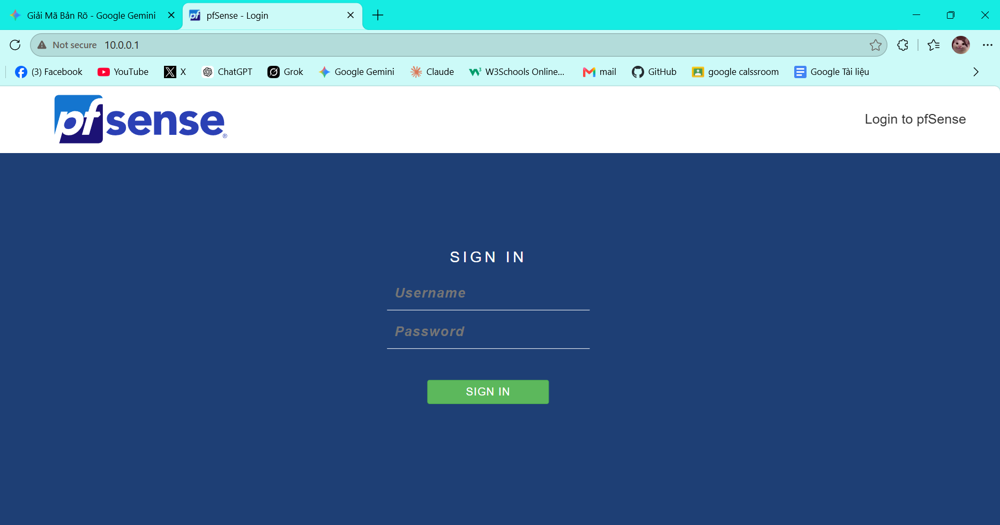 Giải Mã Bản Rõ - Google Gemini
pfSense - Login
Not secure 10.0.0.1
(3) Facebook YouTube X ChatGPT Grok Google Gemini Claude W3Schools Online... mail GitHub google calssroom Google Tài liệu
pfsense®
Login to pfSense
SIGN IN
Username
Password
SIGN IN